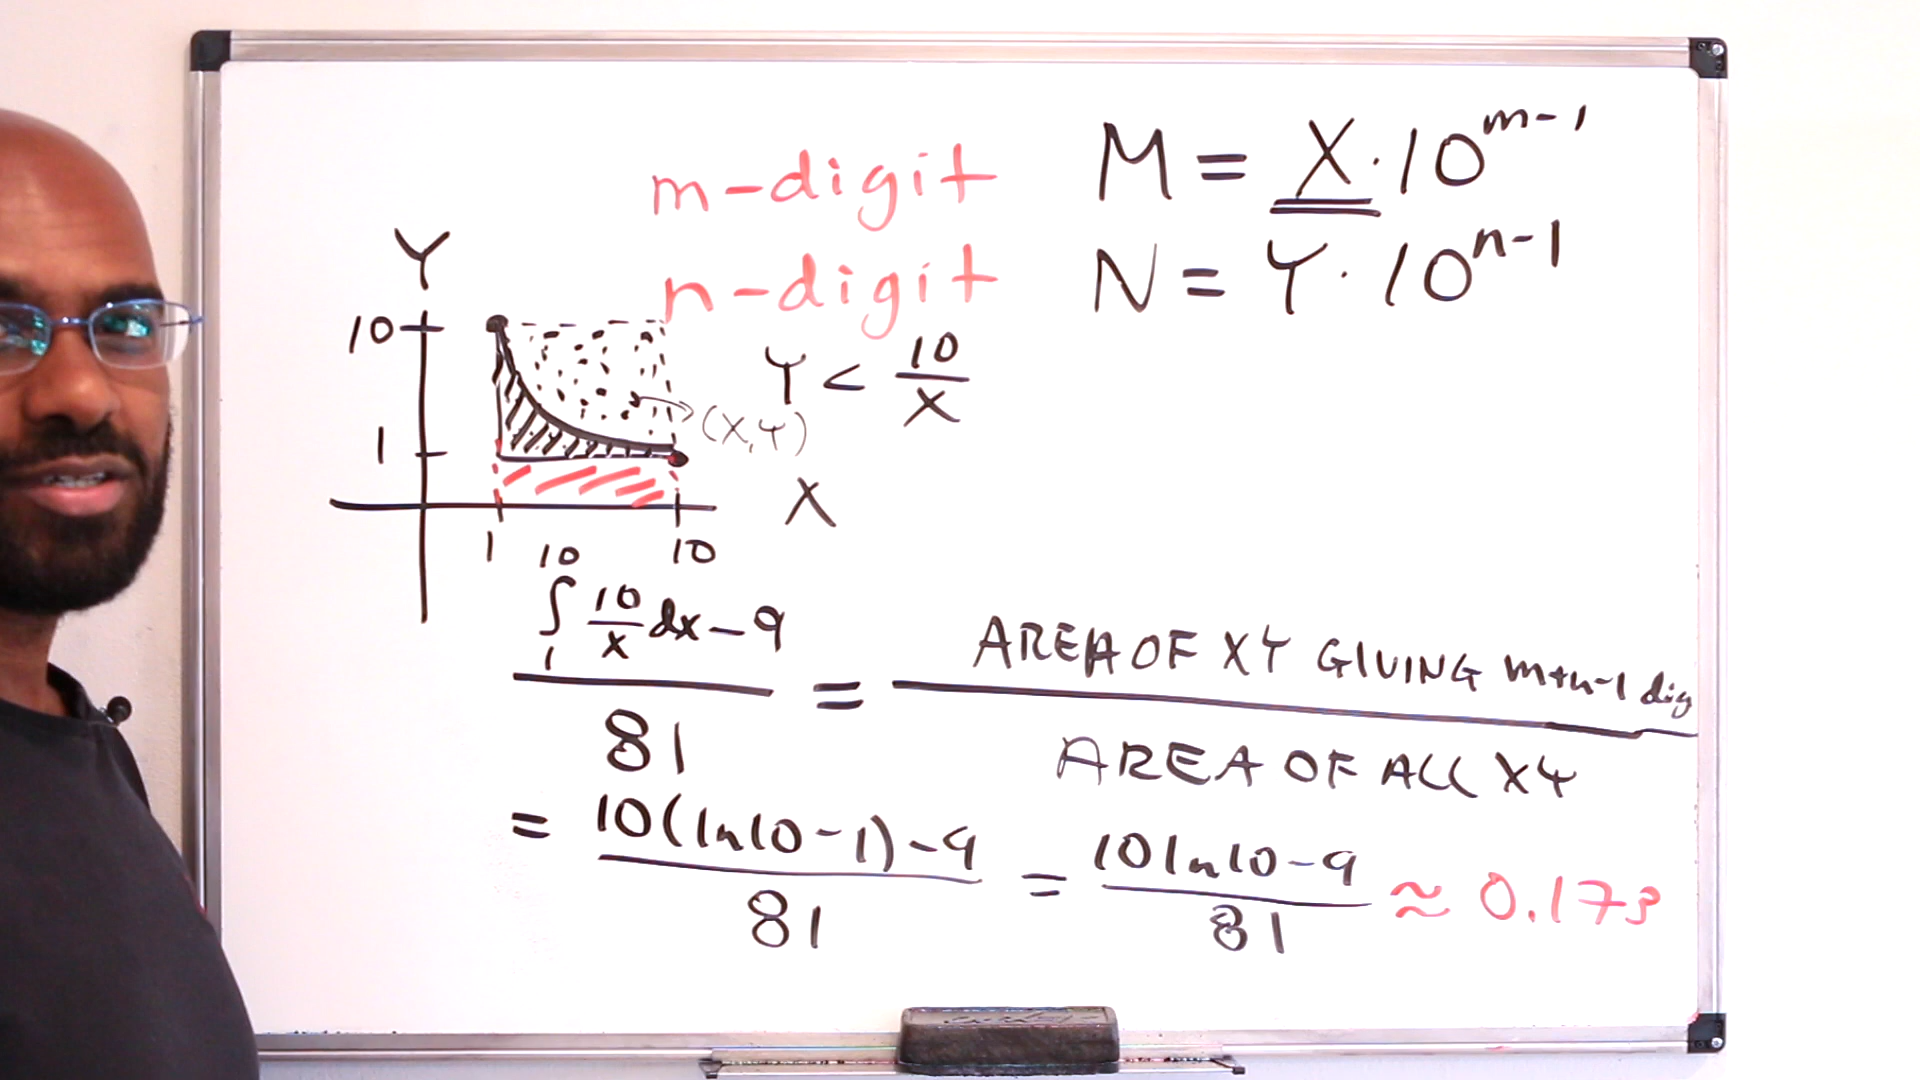 m-digit M = X·10^m-1
n-digit N = Y·10^n-1
Y
10
1
1 10
X
(X,Y)
Y < 10/X
∫_1^10 10/x dx - 9 / 81 = AREA OF XY GIVING m+n-1 dig / AREA OF ALL XY
= 10(ln10-1)-9 / 81 = 10ln10-9 / 81 ≈ 0.173